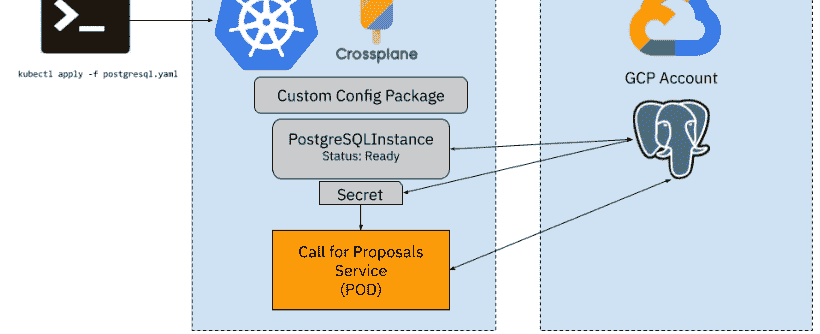 >_
kubectl apply -f postgresql.yaml
Crossplane
Custom Config Package
PostgreSQLInstance
Status: Ready
Secret
Call for Proposals
Service
(POD)
GCP Account